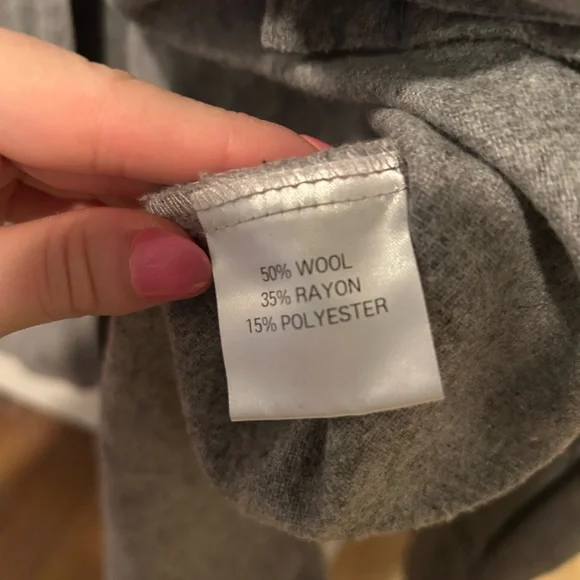 50% WOOL
35% RAYON
15% POLYESTER